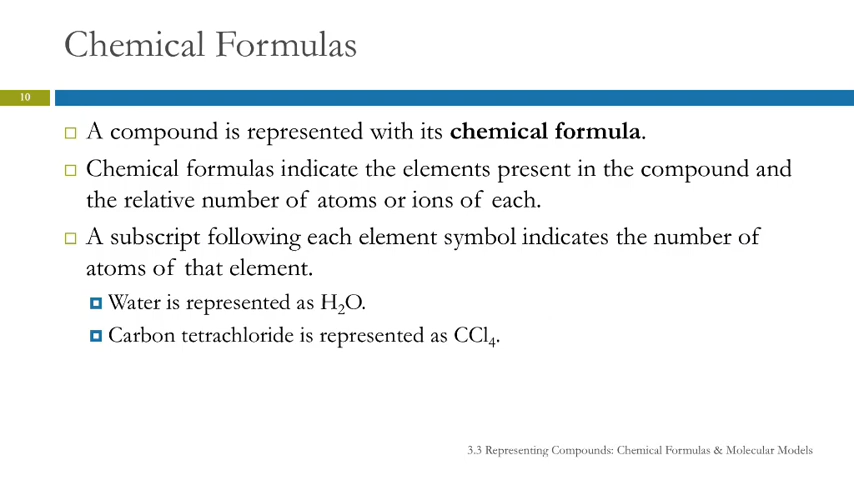 Chemical Formulas
10
A compound is represented with its chemical formula.
Chemical formulas indicate the elements present in the compound and
the relative number of atoms or ions of each.
A subscript following each element symbol indicates the number of
atoms of that element.
Water is represented as H₂O.
Carbon tetrachloride is represented as CCl₄.
3.3 Representing Compounds: Chemical Formulas & Molecular Models